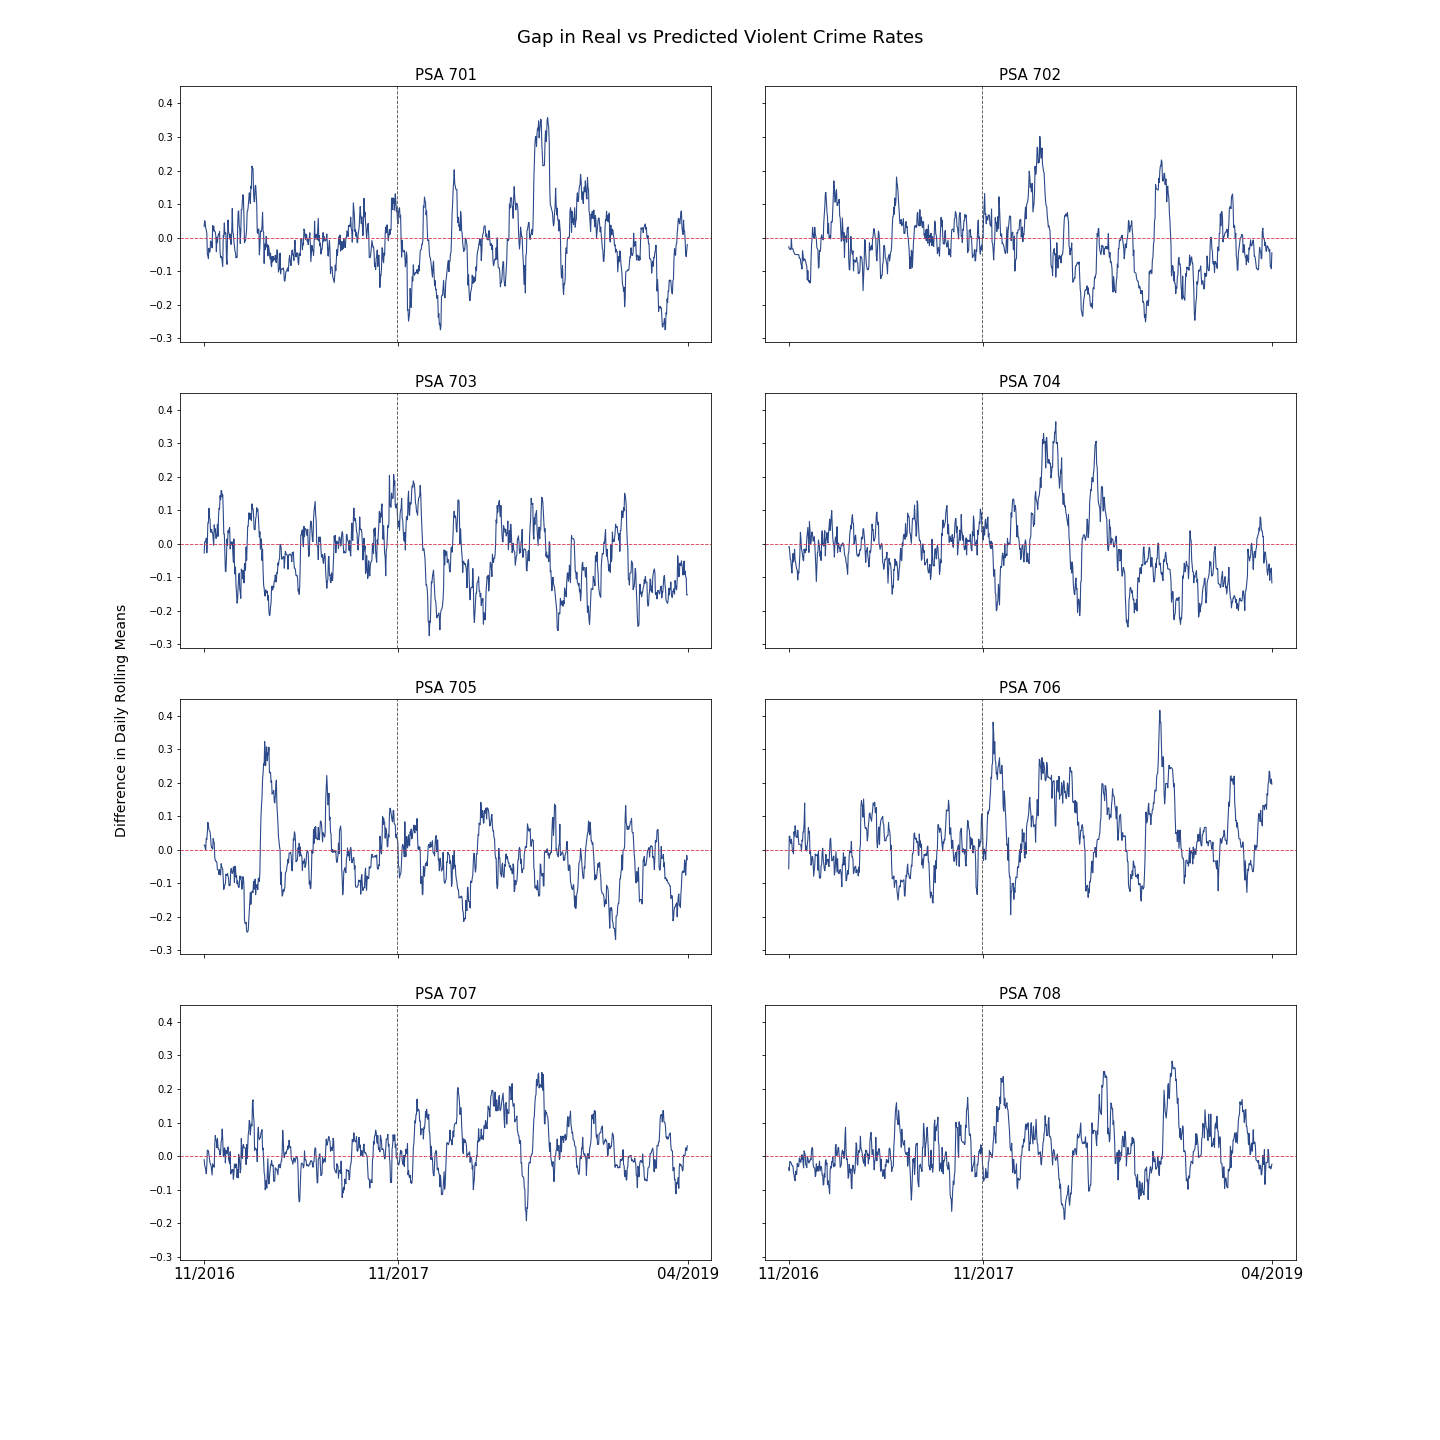 Gap in Real vs Predicted Violent Crime Rates
PSA 701
PSA 702
0.4
0.3
0.2
0.1
0.0
−0.1
−0.2
−0.3
PSA 703
PSA 704
0.4
0.3
0.2
0.1
0.0
−0.1
−0.2
−0.3
Difference in Daily Rolling Means
PSA 705
PSA 706
0.4
0.3
0.2
0.1
0.0
−0.1
−0.2
−0.3
PSA 707
PSA 708
0.4
0.3
0.2
0.1
0.0
−0.1
−0.2
−0.3
11/2016 11/2017 04/2019
11/2016 11/2017 04/2019